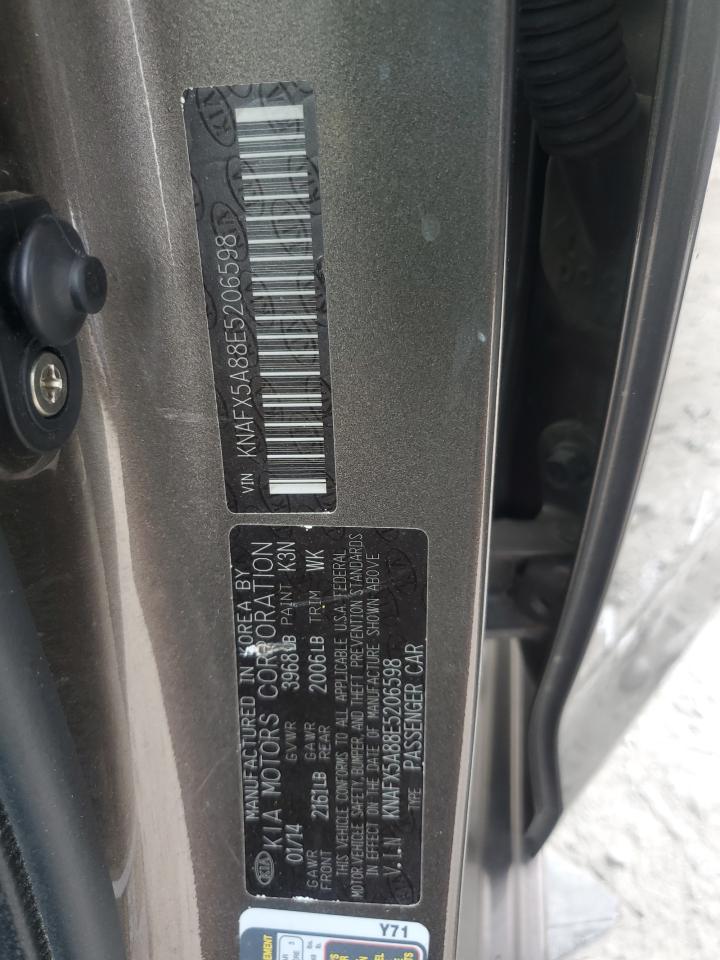 VIN KNAFX5A88E5206598
MANUFACTURED IN KOREA BY
KIA KIA MOTORS CORPORATION
01/14 GVWR 3968LB PAINT K3N
GAWR FRONT 2161LB GAWR REAR 2006LB TRIM WK
THIS VEHICLE CONFORMS TO ALL APPLICABLE U.S.A. FEDERAL
MOTOR VEHICLE SAFETY, BUMPER, AND THEFT PREVENTION STANDARDS
IN EFFECT ON THE DATE OF MANUFACTURE SHOWN ABOVE
V.I.N KNAFX5A88E5206598
TYPE PASSENGER CAR
Y71